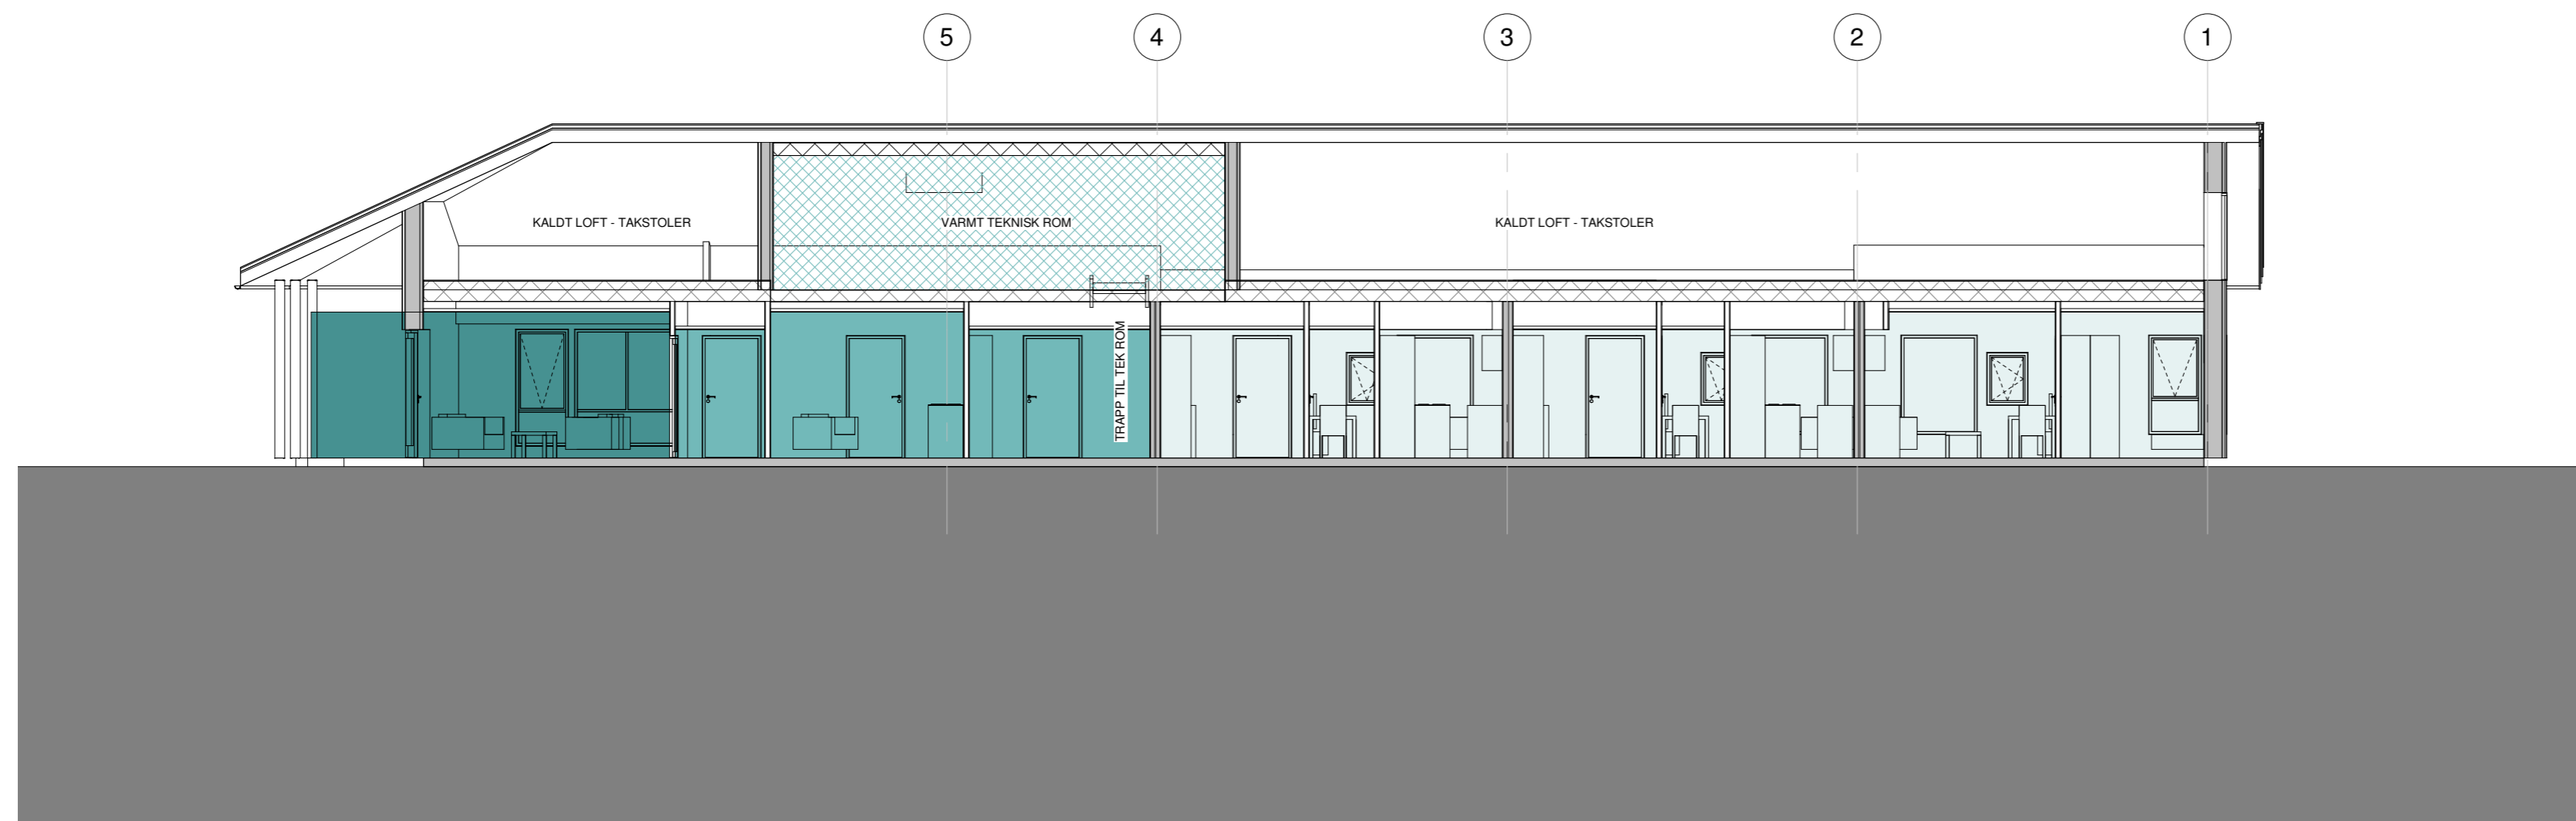 5 4 3 2 1
KALDT LOFT - TAKSTOLER VARMT TEKNISK ROM KALDT LOFT - TAKSTOLER
TRAPP TIL TEK ROM